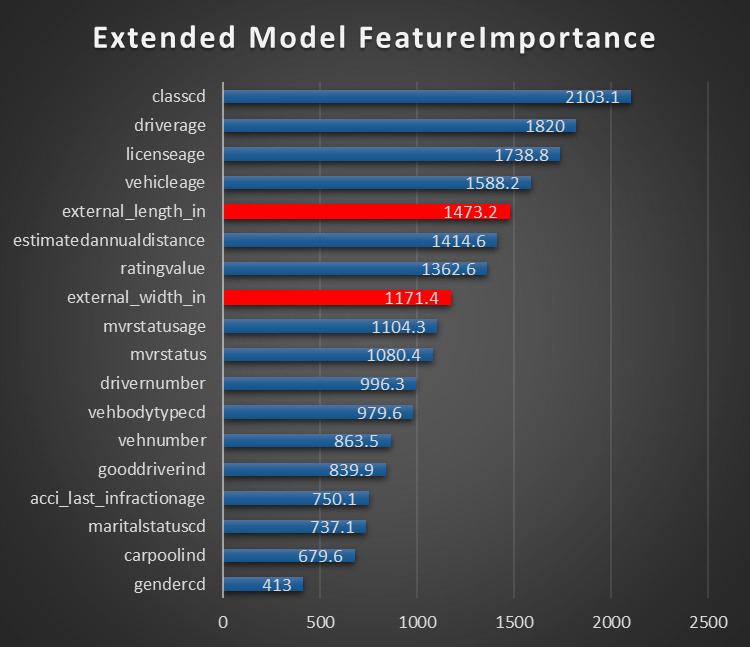 Extended Model FeatureImportance
classcd 2103.1
driverage 1820
licenseage 1738.8
vehicleage 1588.2
external_length_in 1473.2
estimatedannualdistance 1414.6
ratingvalue 1362.6
external_width_in 1171.4
mvrstatusage 1104.3
mvrstatus 1080.4
drivernumber 996.3
vehbodytypecd 979.6
vehnumber 863.5
gooddriverind 839.9
acci_last_infractionage 750.1
maritalstatuscd 737.1
carpoolind 679.6
gendercd 413
0 500 1000 1500 2000 2500